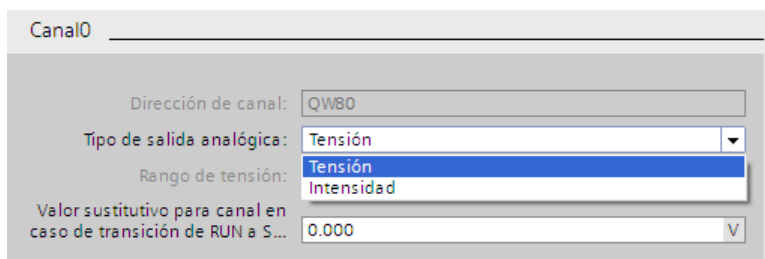 Canal0
Dirección de canal: QW80
Tipo de salida analógica: Tensión
Tensión
Rango de tensión:
Intensidad
Valor sustitutivo para canal en
caso de transición de RUN a S... 0.000 V